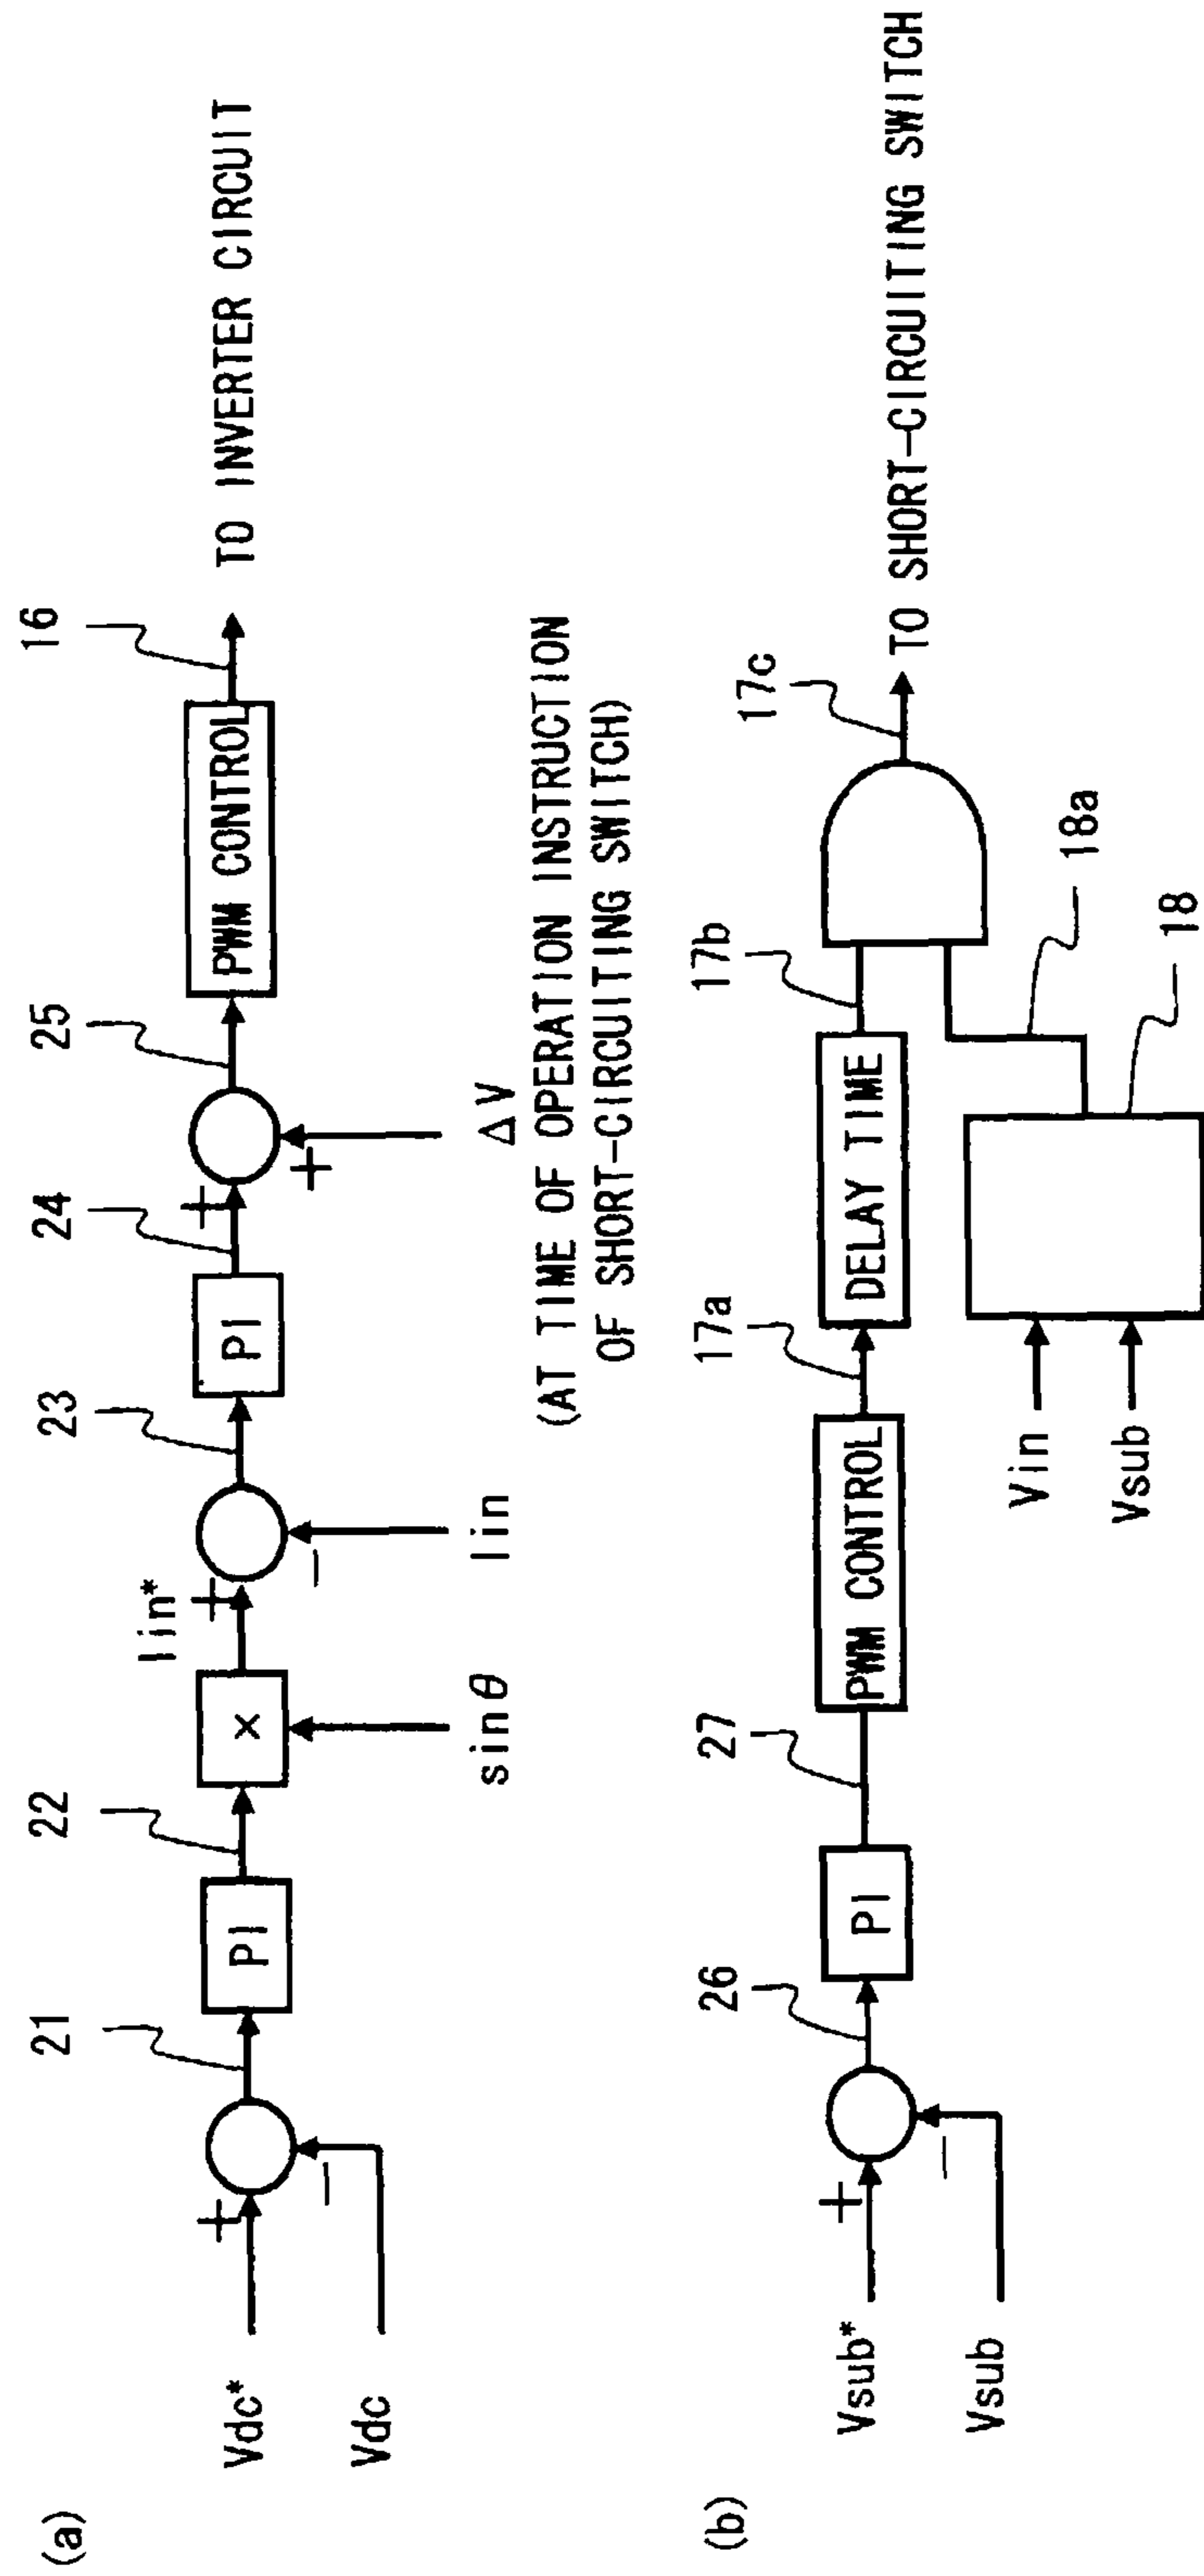 (a)
Vdc*
Vdc
+
−
21
PI
22
×
sinθ
Iin*
+
−
Iin
23
PI
24
+
+
ΔV
(AT TIME OF OPERATION INSTRUCTION
OF SHORT-CIRCUITING SWITCH)
25
PWM CONTROL
16
TO INVERTER CIRCUIT
(b)
Vsub*
Vsub
+
−
26
PI
27
PWM CONTROL
17a
DELAY TIME
17b
Vin
Vsub
18
18a
17c
TO SHORT-CIRCUITING SWITCH